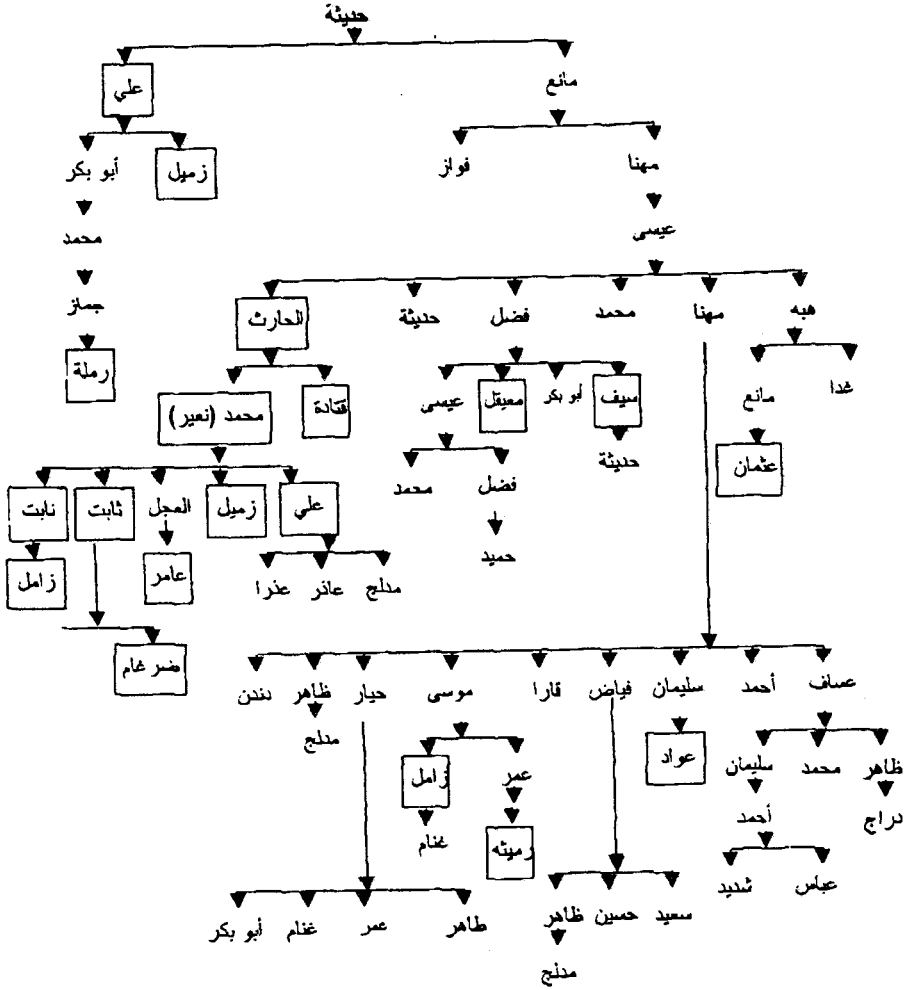 حديثة
مانع
علي
مهنا
فواز
زميل
أبو بكر
عيسى
محمد
هبه
مهنا
محمد
فضل
حديثة
الحارث
جماز
شدا
مانع
سيف
أبو بكر
معيقل
عيسى
قتادة
محمد (نعير)
رملة
عثمان
حديثة
فضل
محمد
علي
زميل
العجل
ثابت
نابت
حميد
مدلج
عاذر
عذرا
عامر
زامل
ضرغام
عساف
أحمد
سليمان
فياض
قارا
موسى
حيار
ظاهر
دندن
ظاهر
محمد
سليمان
عواد
عمر
زامل
مدلج
دراج
أحمد
رميثه
غنام
عباس
شديد
سعيد
حسين
ظاهر
طاهر
عمر
غنام
أبو بكر
مدلج